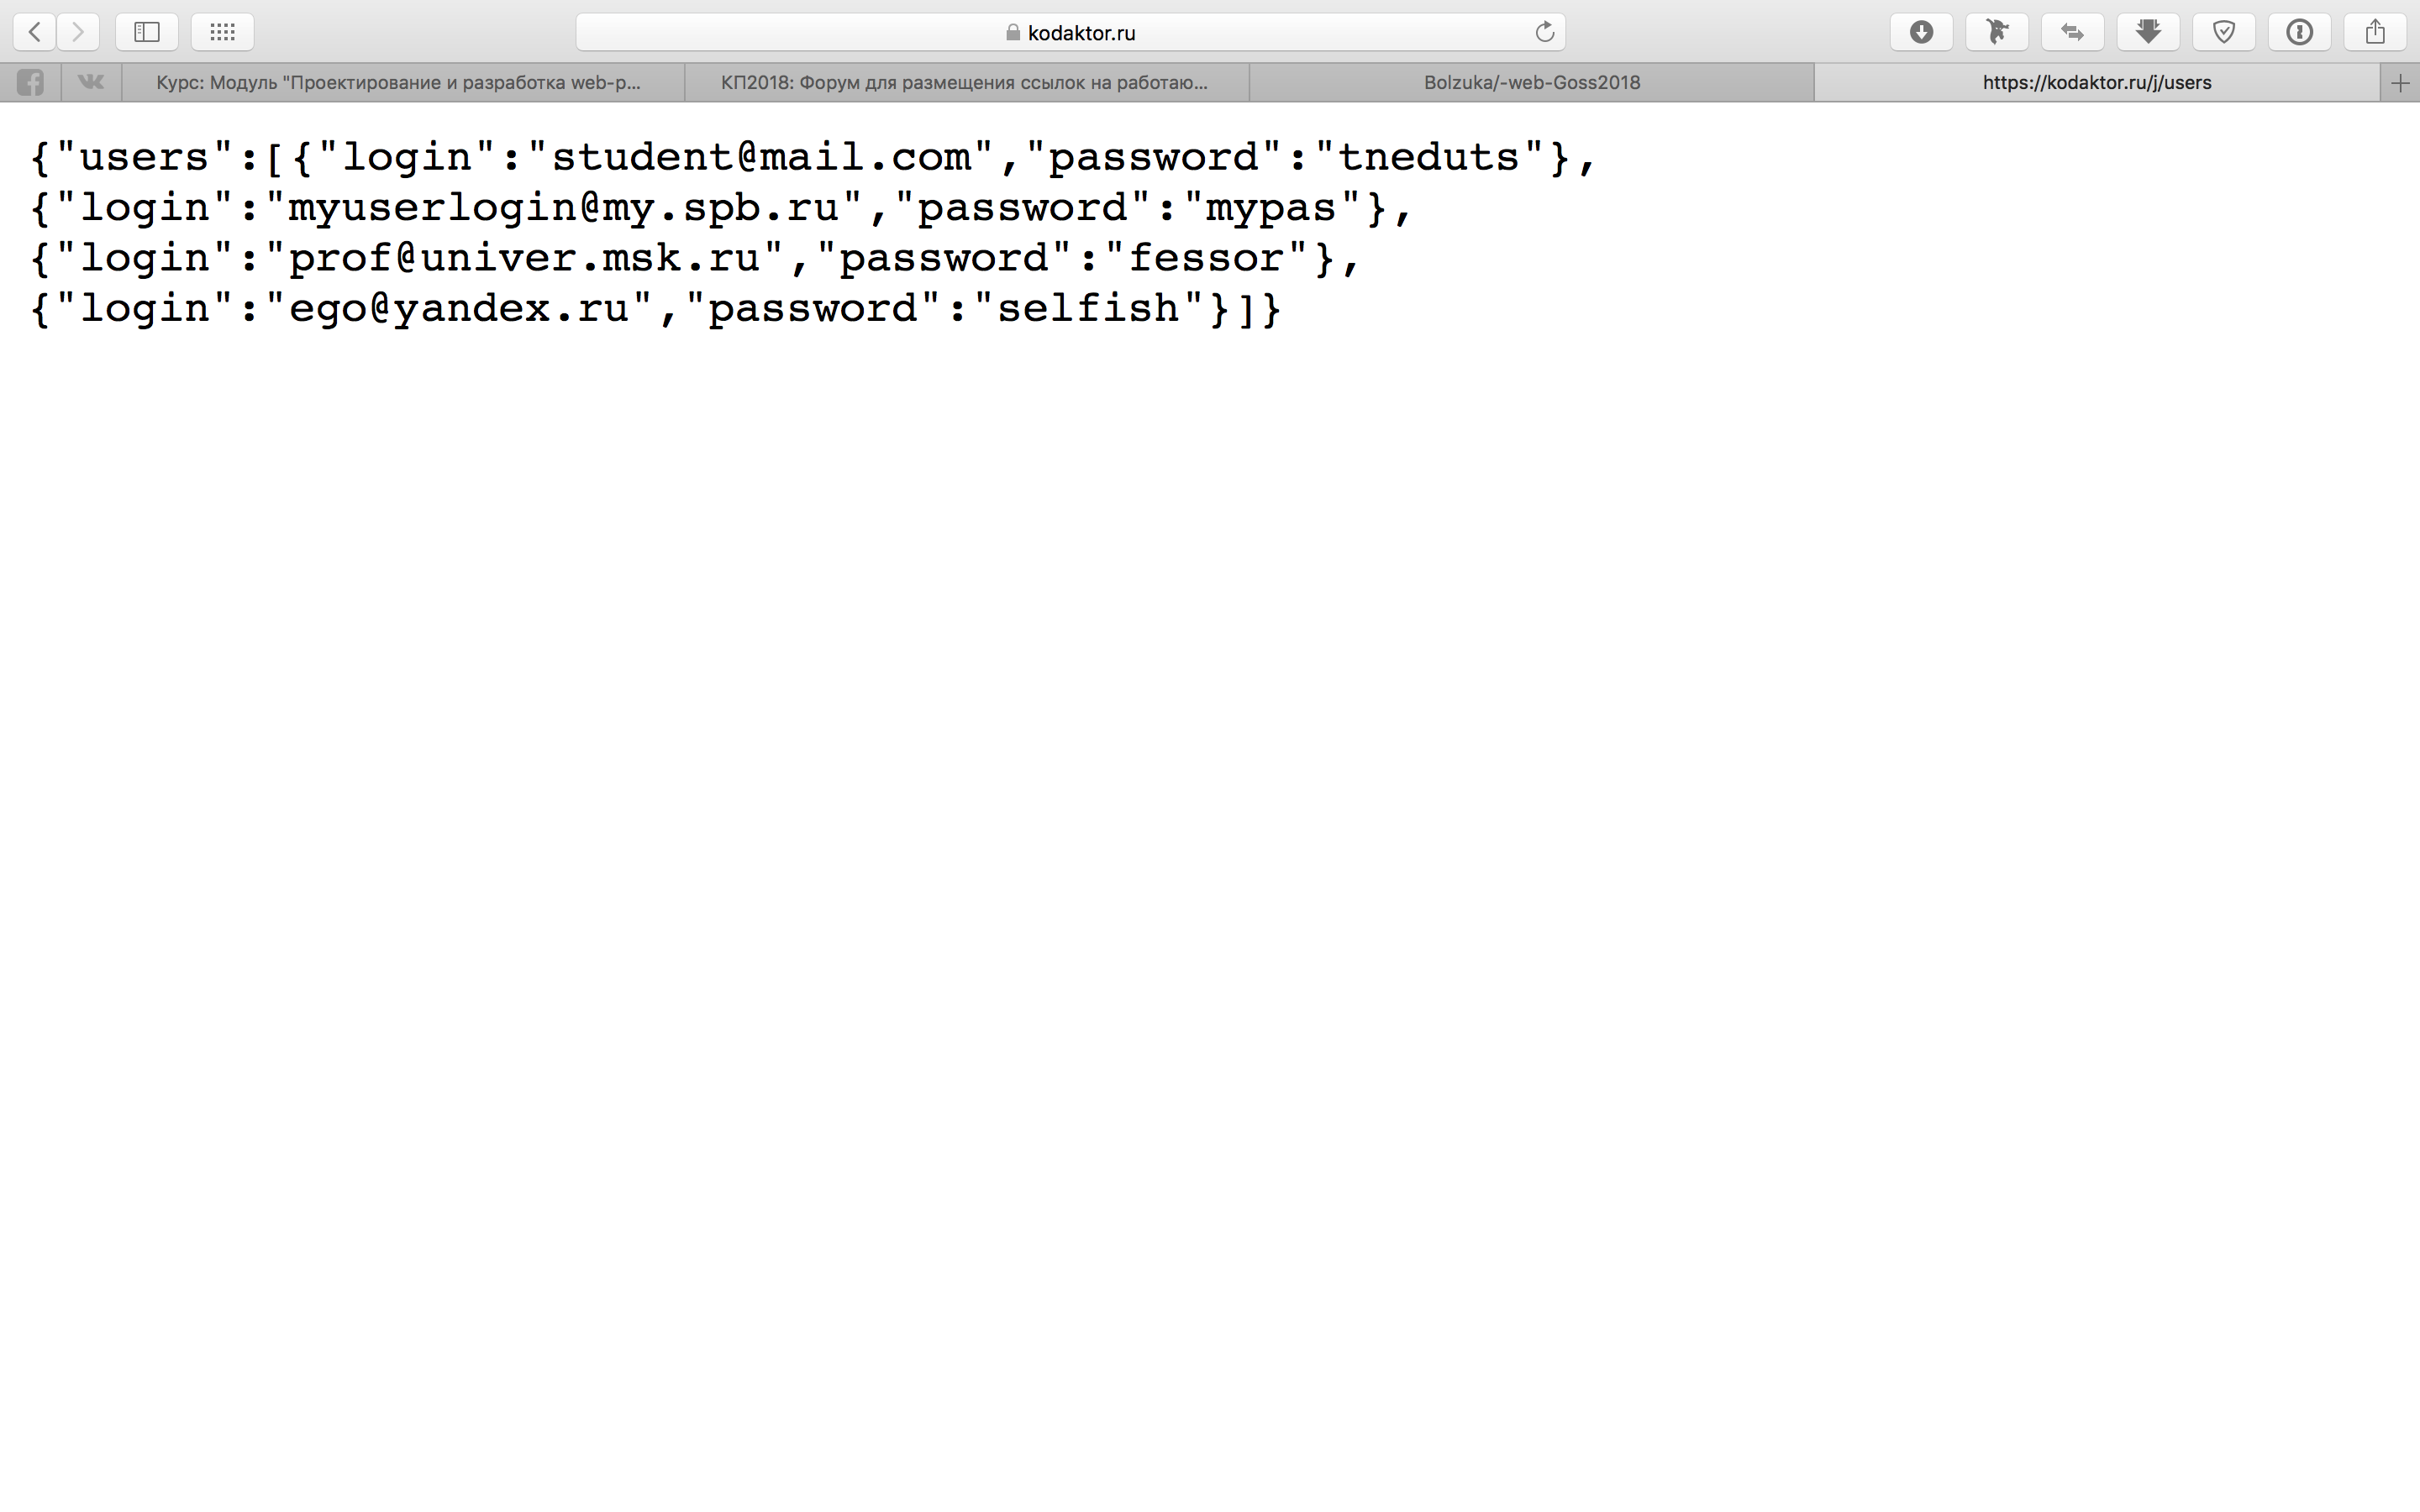 kodaktor.ru
Курс: Модуль "Проектирование и разработка web-р...
КП2018: Форум для размещения ссылок на работаю...
Bolzuka/-web-Goss2018
https://kodaktor.ru/j/users
{"users":[{"login":"student@mail.com","password":"tneduts"},
{"login":"myuserlogin@my.spb.ru","password":"mypas"},
{"login":"prof@univer.msk.ru","password":"fessor"},
{"login":"ego@yandex.ru","password":"selfish"}]}